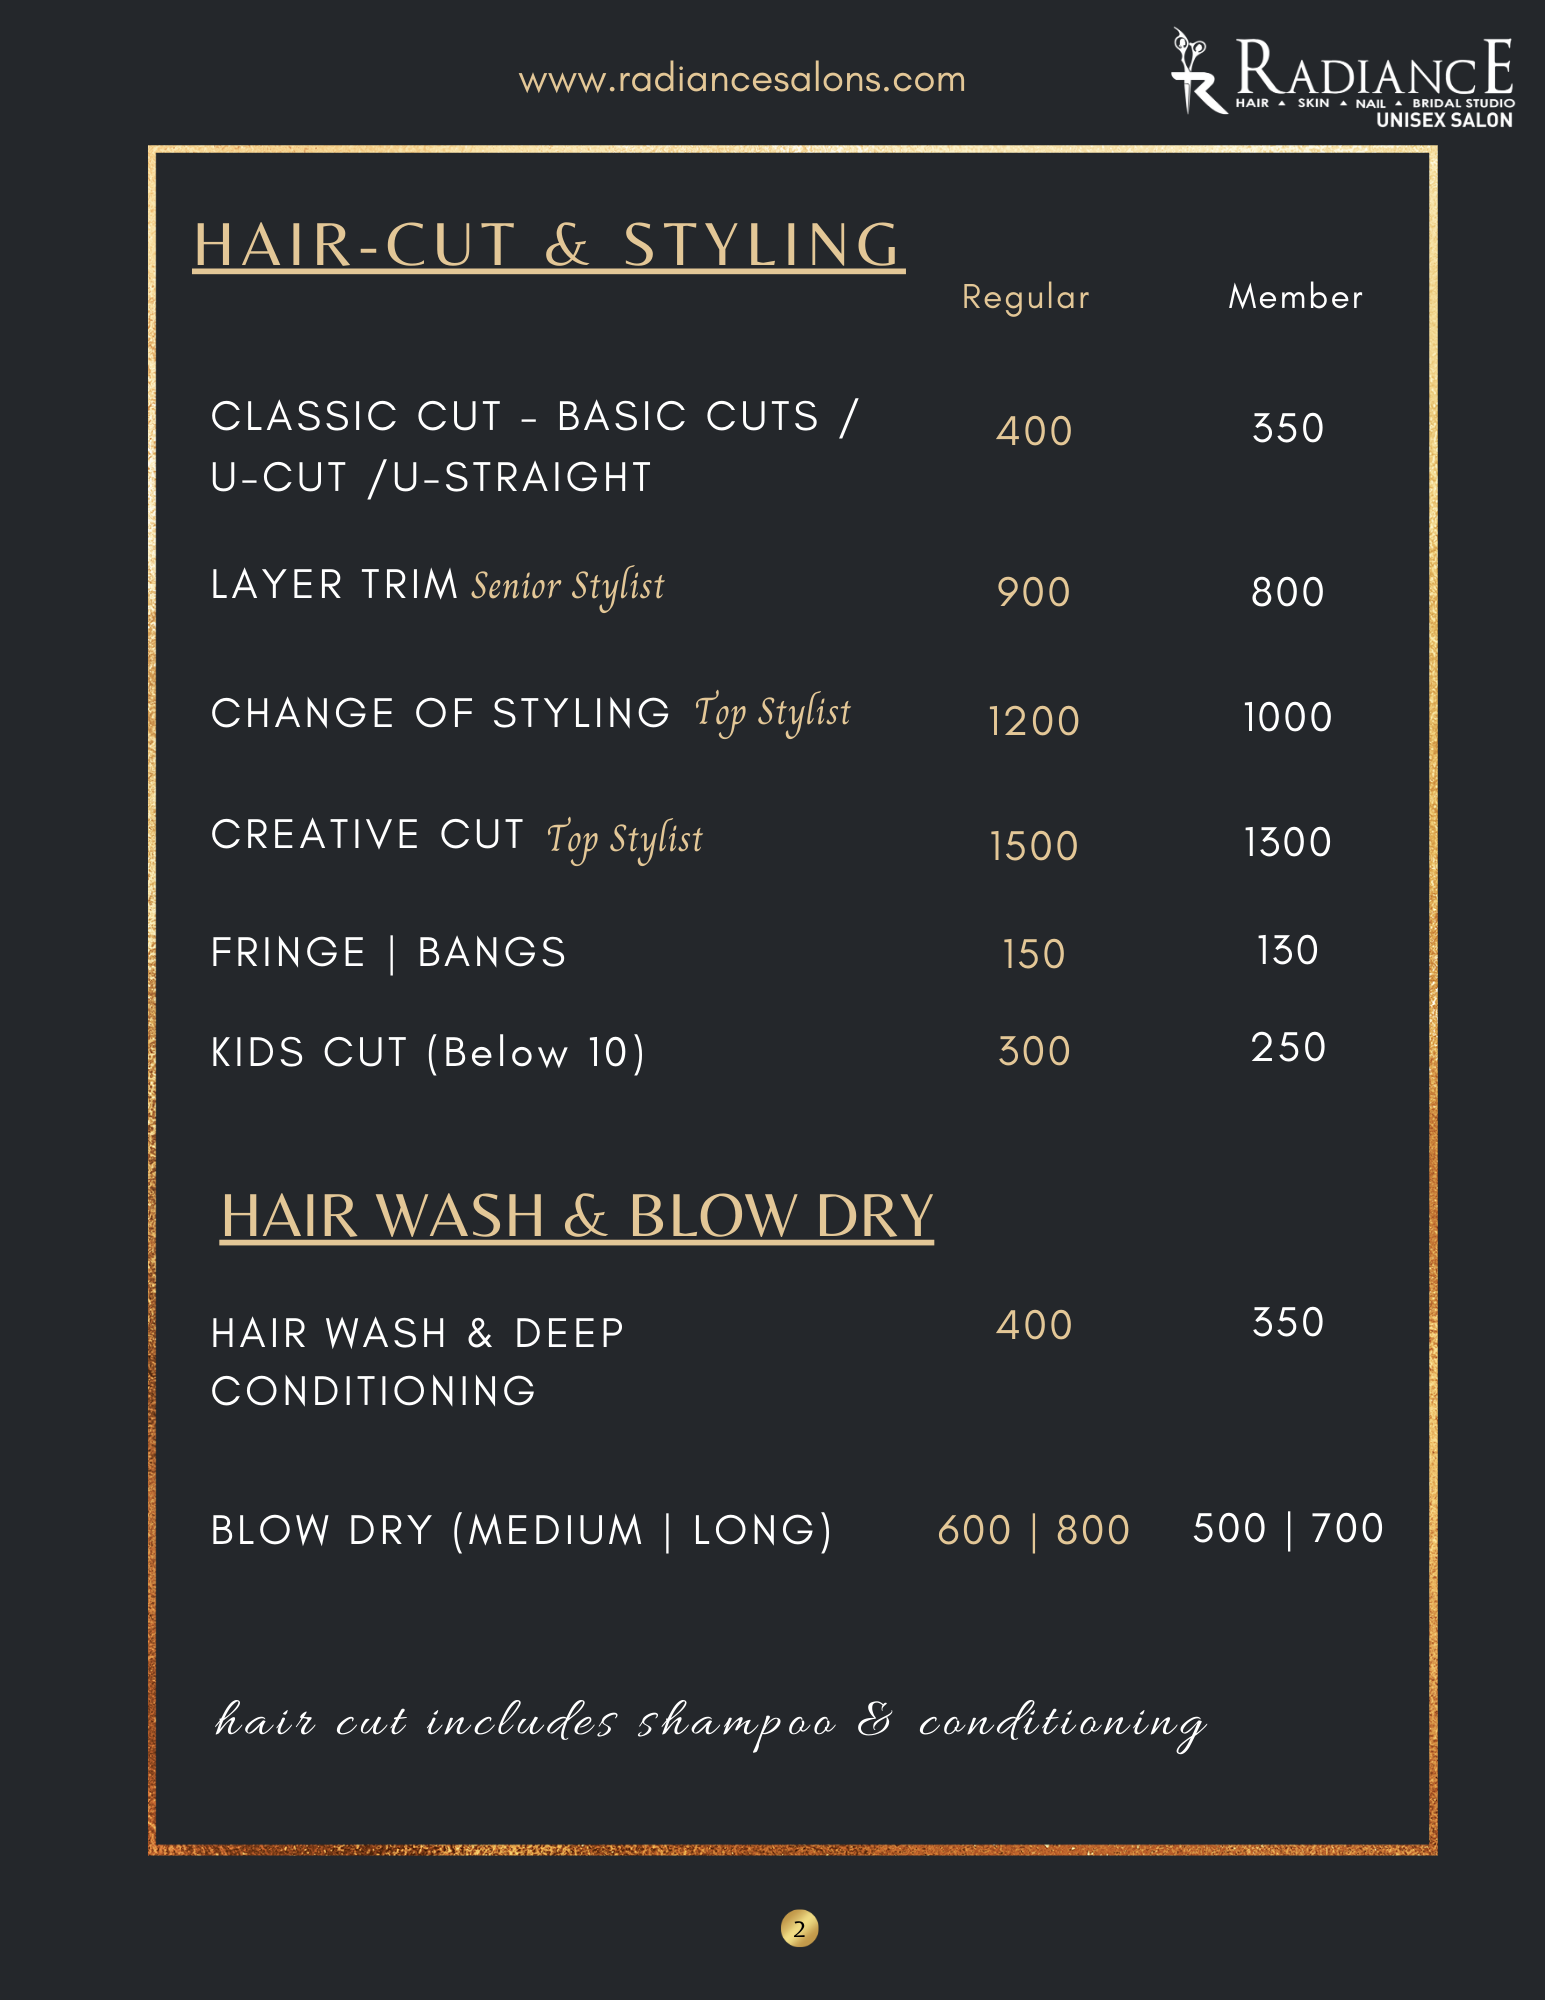 www.radiancesalons.com
RADIANCE
HAIR ▲ SKIN ▲ NAIL ▲ BRIDAL STUDIO
UNISEX SALON
HAIR-CUT & STYLING
Regular Member
CLASSIC CUT - BASIC CUTS / 400 350
U-CUT /U-STRAIGHT
LAYER TRIM Senior Stylist 900 800
CHANGE OF STYLING Top Stylist 1200 1000
CREATIVE CUT Top Stylist 1500 1300
FRINGE | BANGS 150 130
KIDS CUT (Below 10) 300 250
HAIR WASH & BLOW DRY
HAIR WASH & DEEP 400 350
CONDITIONING
BLOW DRY (MEDIUM | LONG) 600 | 800 500 | 700
hair cut includes shampoo & conditioning
2